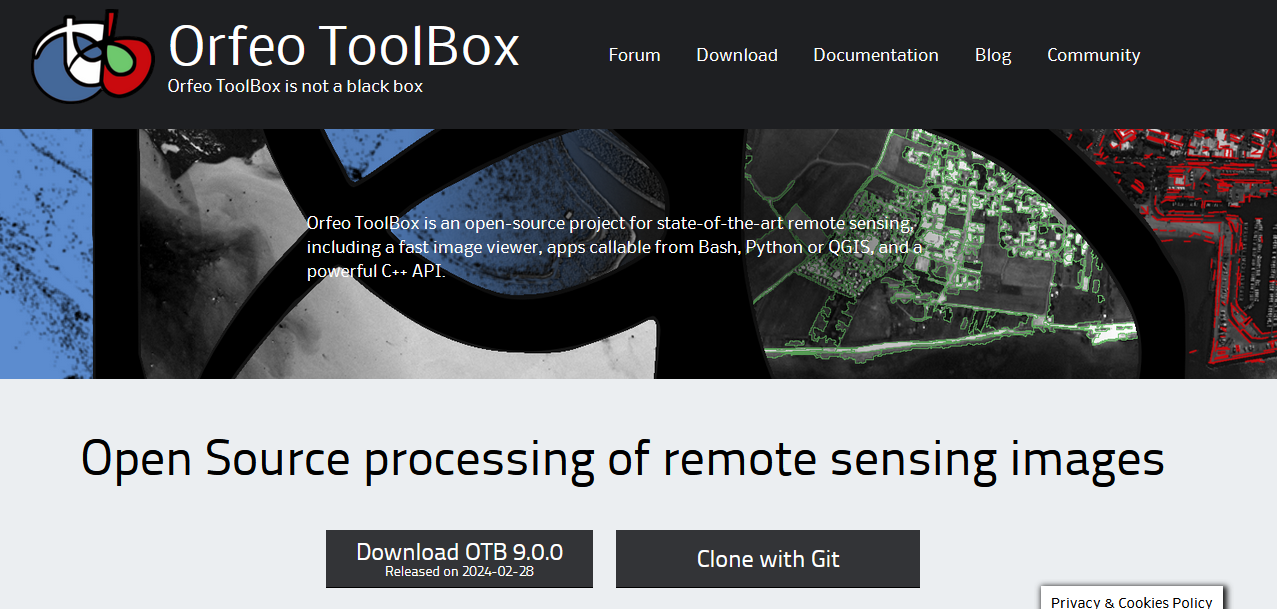 Orfeo ToolBox
Orfeo ToolBox is not a black box
Forum
Download
Documentation
Blog
Community
Orfeo ToolBox is an open-source project for state-of-the-art remote sensing,
including a fast image viewer, apps callable from Bash, Python or QGIS, and a
powerful C++ API.
Open Source processing of remote sensing images
Download OTB 9.0.0
Released on 2024-02-28
Clone with Git
Privacy & Cookies Policy